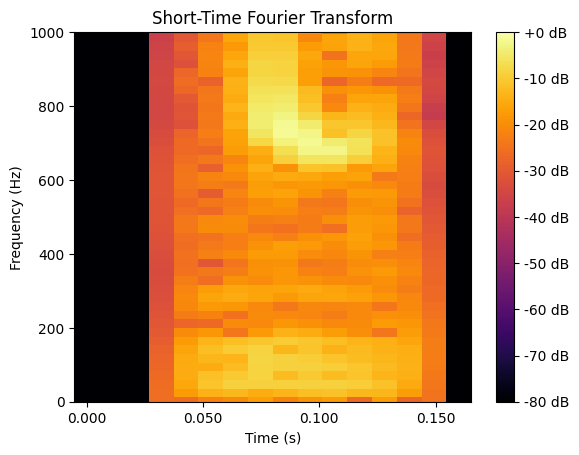 Short-Time Fourier Transform
1000
800
600
400
200
0
Frequency (Hz)
0.000
0.050
0.100
0.150
Time (s)
+0 dB
-10 dB
-20 dB
-30 dB
-40 dB
-50 dB
-60 dB
-70 dB
-80 dB